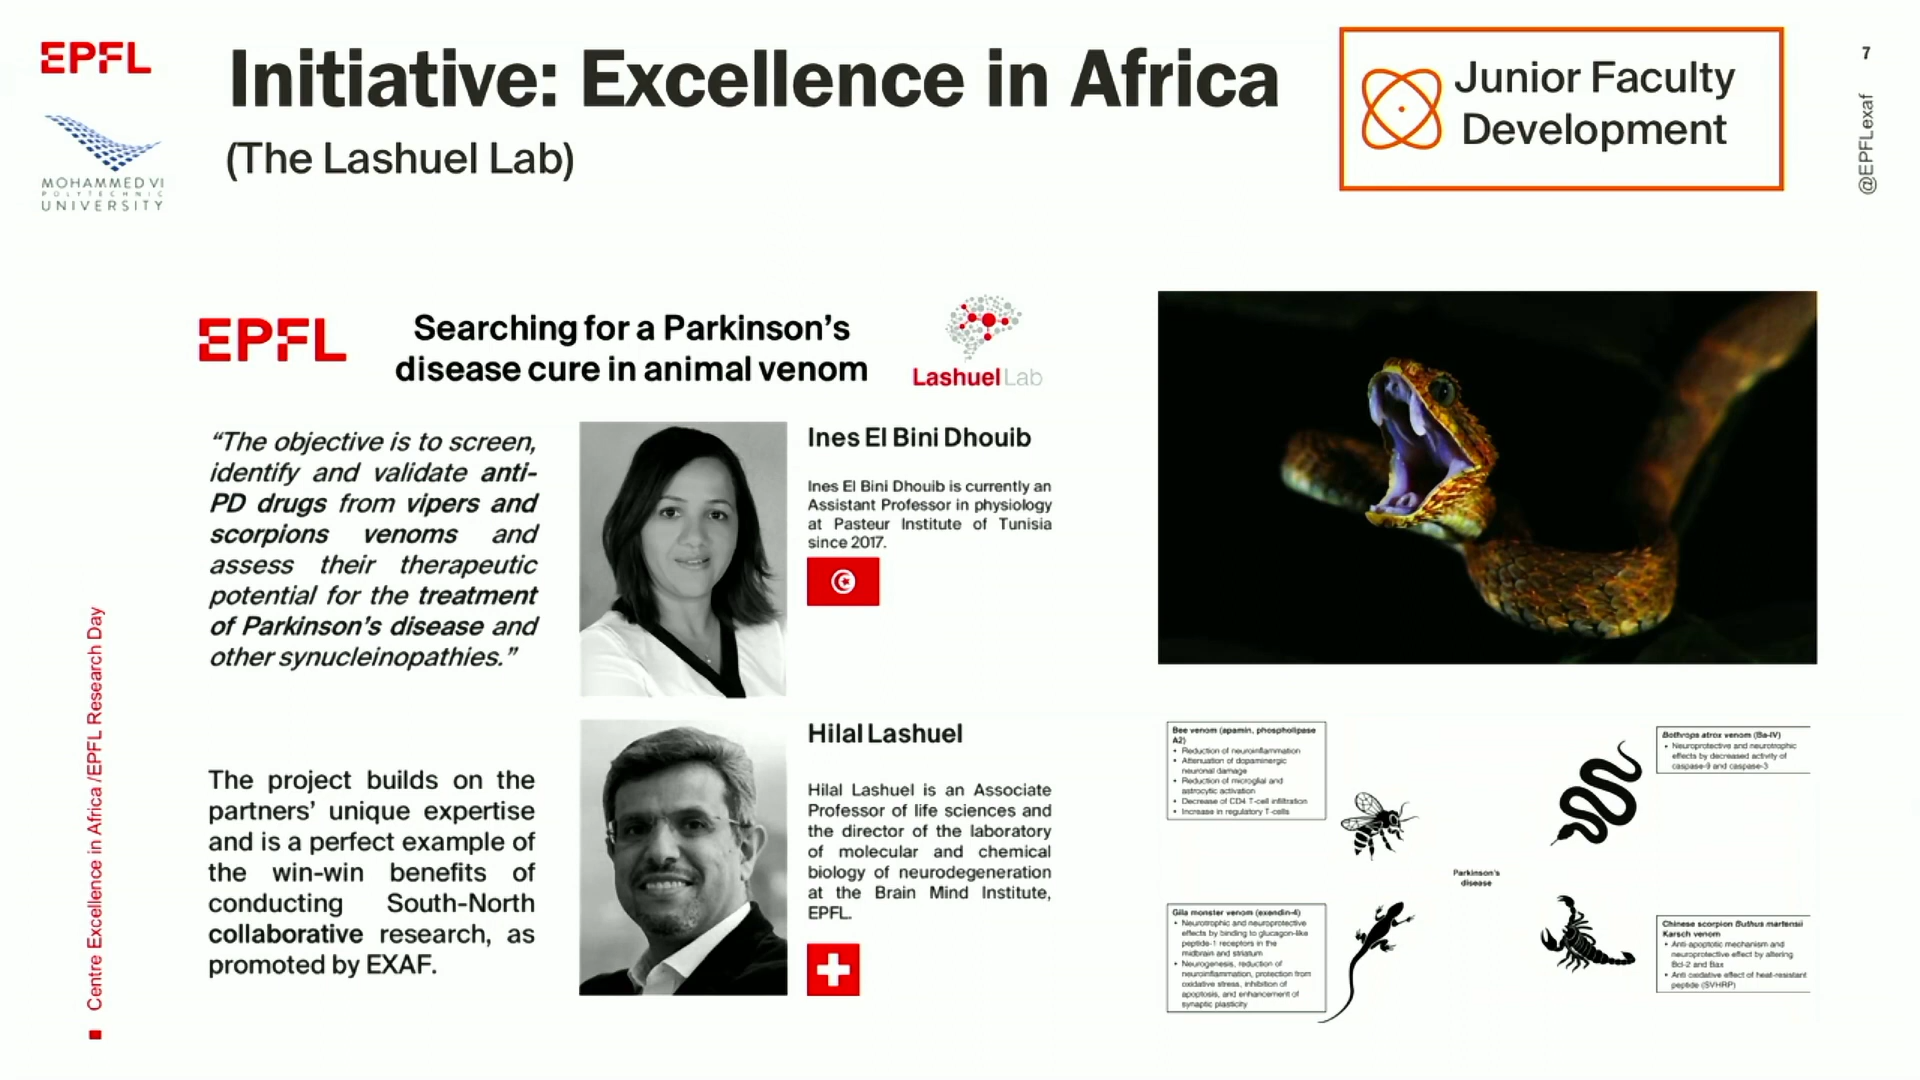 EPFL
MOHAMMED VI
POLYTECHNIC
UNIVERSITY
Initiative: Excellence in Africa
(The Lashuel Lab)
Junior Faculty
Development
7
@EPFLexaf
Centre Excellence in Africa /EPFL Research Day
EPFL
Searching for a Parkinson's
disease cure in animal venom
Lashuel Lab
“The objective is to screen,
identify and validate anti-
PD drugs from vipers and
scorpions venoms and
assess their therapeutic
potential for the treatment
of Parkinson's disease and
other synucleinopathies.”
The project builds on the
partners' unique expertise
and is a perfect example of
the win-win benefits of
conducting South-North
collaborative research, as
promoted by EXAF.
Ines El Bini Dhouib
Ines El Bini Dhouib is currently an
Assistant Professor in physiology
at Pasteur Institute of Tunisia
since 2017.
Hilal Lashuel
Hilal Lashuel is an Associate
Professor of life sciences and
the director of the laboratory
of molecular and chemical
biology of neurodegeneration
at the Brain Mind Institute,
EPFL.
Bee venom (apamin, phospholipase
A2)
• Reduction of neuroinflammation
• Attenuation of dopaminergic
neuronal damage
• Reduction of microglial and
astrocytic activation
• Decrease of CD4 T-cell infiltration
• Increase in regulatory T-cells
Bothrops atrox venom (Ba-IV)
• Neuroprotective and neurotrophic
effects by decreased activity of
caspase-9 and caspase-3
Parkinson's
disease
Gila monster venom (exendin-4)
• Neurotrophic and neuroprotective
effects by binding to glucagon-like
peptide-1 receptors in the
midbrain and striatum
• Neurogenesis, reduction of
neuroinflammation, protection from
oxidative stress, inhibition of
apoptosis, and enhancement of
synaptic plasticity
Chinese scorpion Buthus martensii
Karsch venom
• Anti-apoptotic mechanism and
neuroprotective effect by altering
Bcl-2 and Bax
• Anti oxidative effect of heat-resistant
peptide (SVHRP)